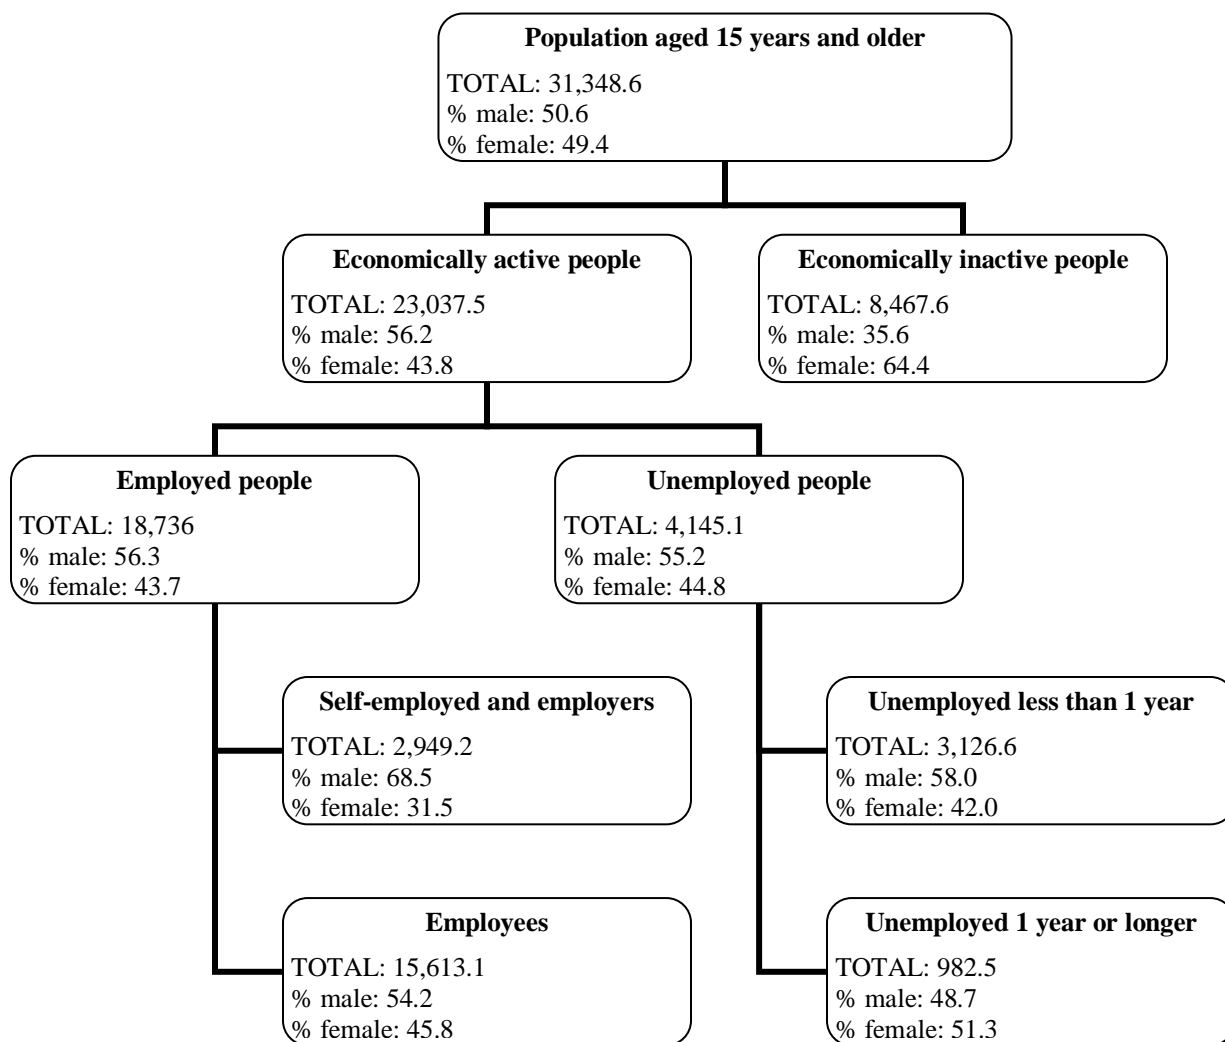 Population aged 15 years and older
TOTAL: 31,348.6
% male: 50.6
% female: 49.4
Economically active people
TOTAL: 23,037.5
% male: 56.2
% female: 43.8
Economically inactive people
TOTAL: 8,467.6
% male: 35.6
% female: 64.4
Employed people
TOTAL: 18,736
% male: 56.3
% female: 43.7
Unemployed people
TOTAL: 4,145.1
% male: 55.2
% female: 44.8
Self-employed and employers
TOTAL: 2,949.2
% male: 68.5
% female: 31.5
Unemployed less than 1 year
TOTAL: 3,126.6
% male: 58.0
% female: 42.0
Employees
TOTAL: 15,613.1
% male: 54.2
% female: 45.8
Unemployed 1 year or longer
TOTAL: 982.5
% male: 48.7
% female: 51.3